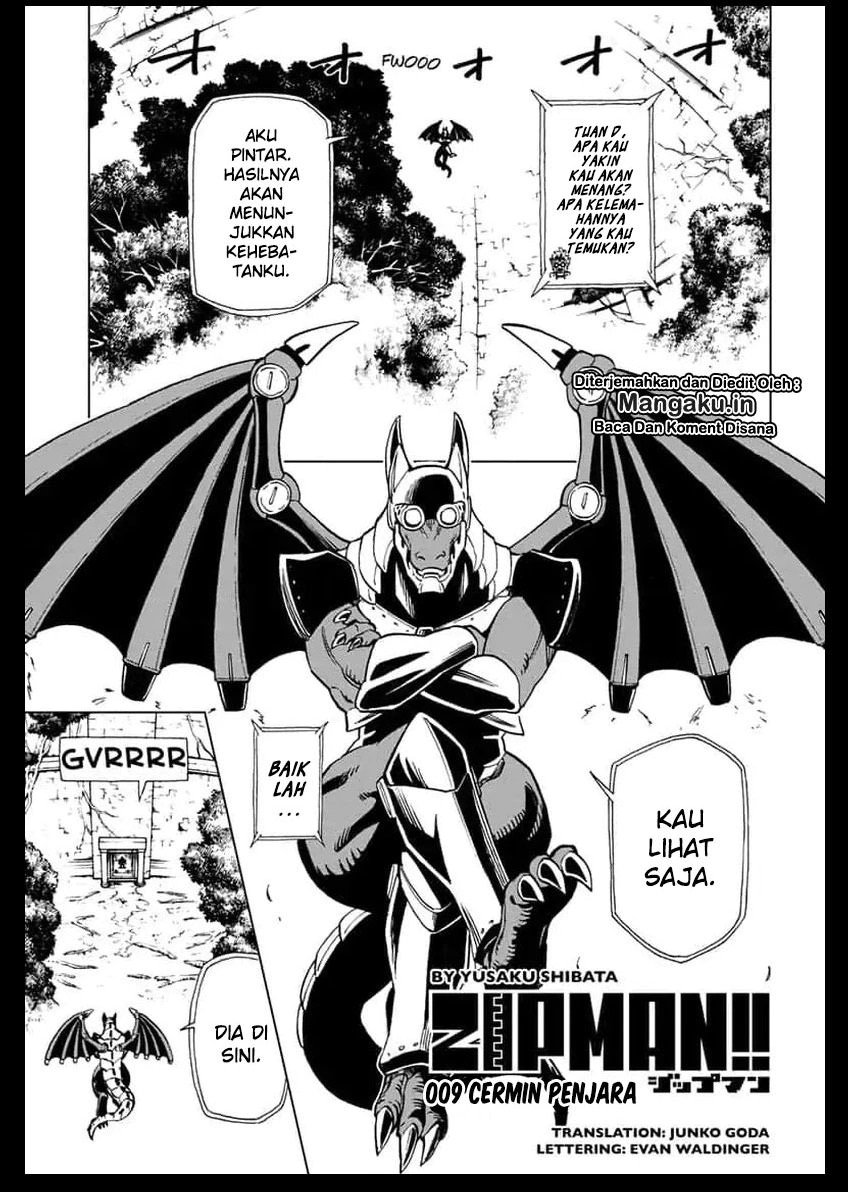 オ オ オ オ オ
FWOOO
TUAN D,
APA KAU
YAKIN
KAU AKAN
MENANG?
APA KELEMA-
HANNYA
YANG KAU
TEMUKAN?
AKU
PINTAR.
HASILNYA
AKAN
MENUN-
JUKKAN
KEHEBA-
TANKU.
Diterjemahkan dan Diedit Oleh:
Mangaku.in
Baca Dan Koment Disana
KAU
LIHAT
SAJA.
BAIK
LAH
...
GVRRRR
DIA DI
SINI.
BY YUSAKU SHIBATA
ZIPMAN!!
ジップマン
009 CERMIN PENJARA
TRANSLATION: JUNKO GODA
LETTERING: EVAN WALDINGER